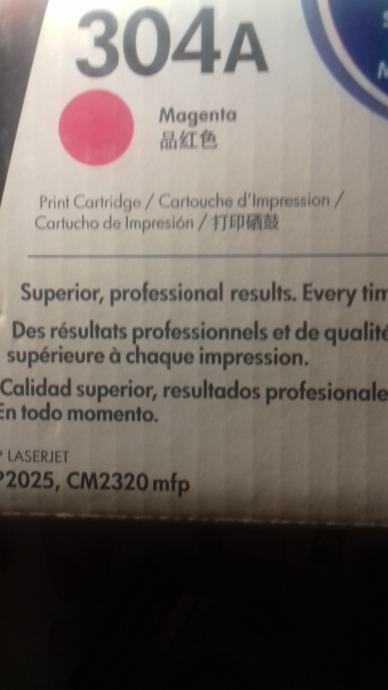 304A
Magenta
品红色
Print Cartridge / Cartouche d'Impression /
Cartucho de Impresión / 打印硒鼓
Superior, professional results. Every tim
Des résultats professionnels et de qualité
supérieure à chaque impression.
Calidad superior, resultados profesionale
En todo momento.
P LASERJET
P2025, CM2320 mfp